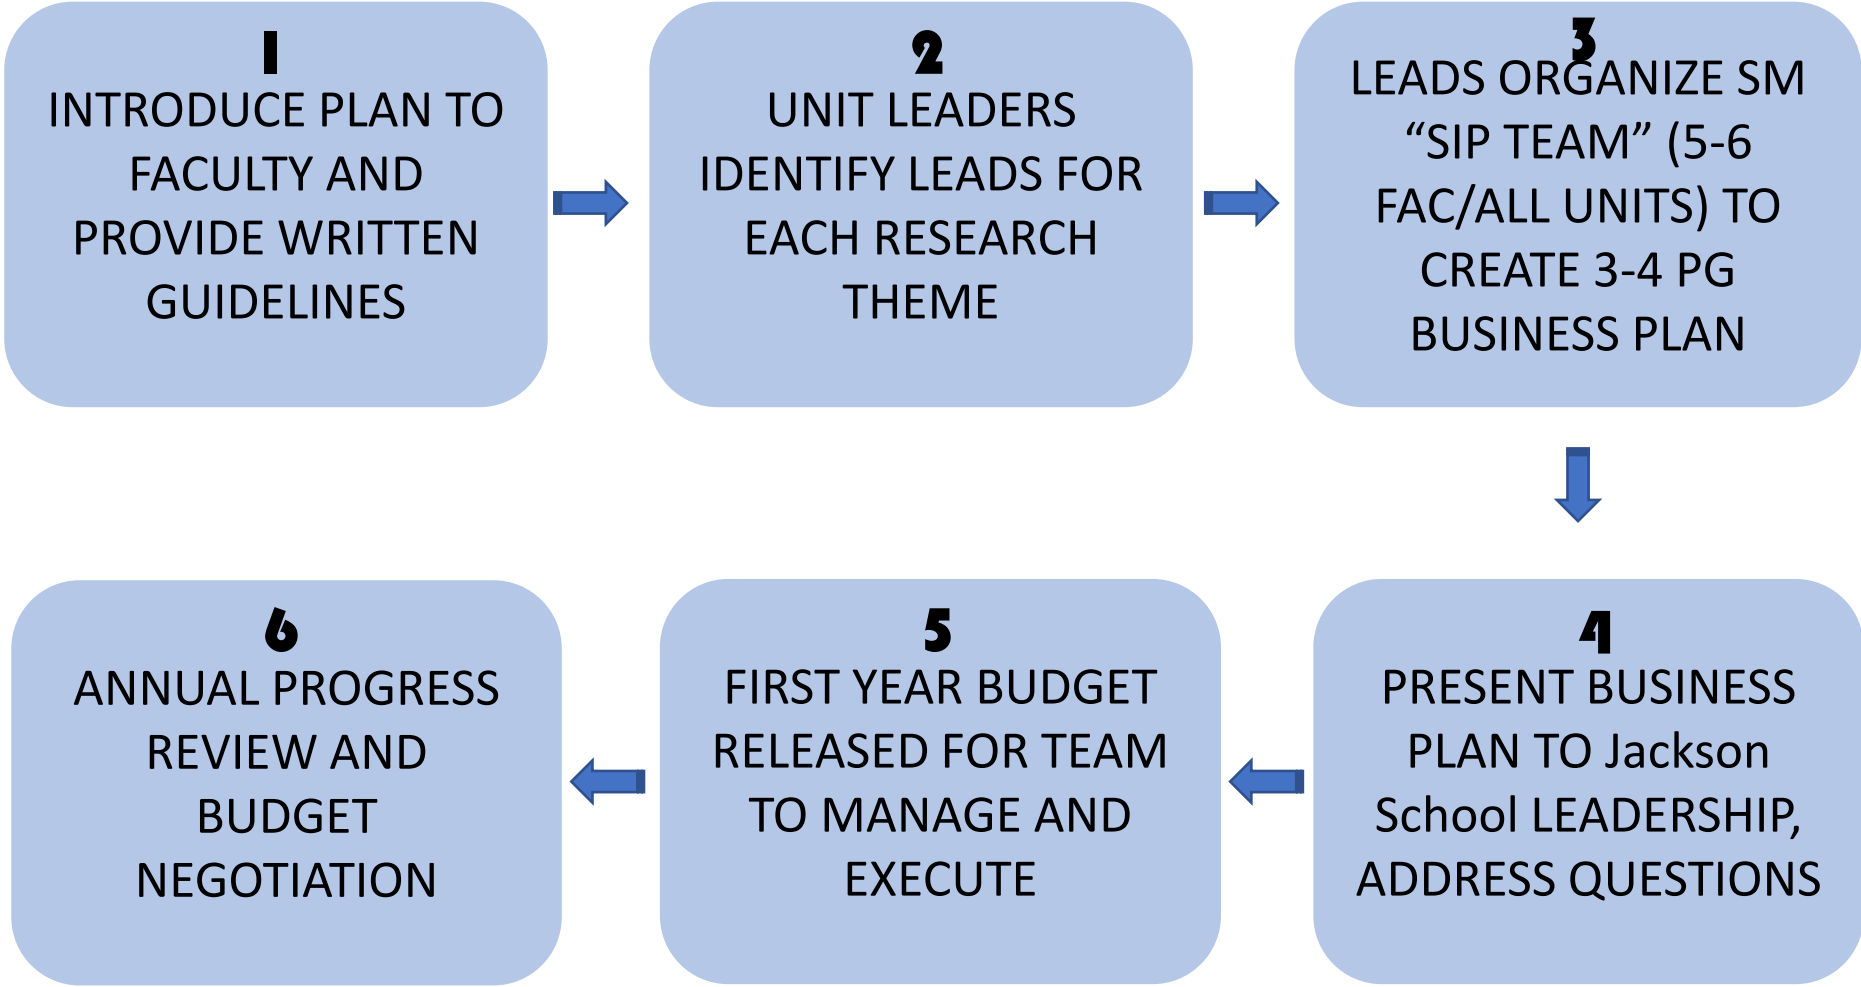 1
INTRODUCE PLAN TO
FACULTY AND
PROVIDE WRITTEN
GUIDELINES
2
UNIT LEADERS
IDENTIFY LEADS FOR
EACH RESEARCH
THEME
3
LEADS ORGANIZE SM
“SIP TEAM” (5-6
FAC/ALL UNITS) TO
CREATE 3-4 PG
BUSINESS PLAN
4
PRESENT BUSINESS
PLAN TO Jackson
School LEADERSHIP,
ADDRESS QUESTIONS
5
FIRST YEAR BUDGET
RELEASED FOR TEAM
TO MANAGE AND
EXECUTE
6
ANNUAL PROGRESS
REVIEW AND
BUDGET
NEGOTIATION